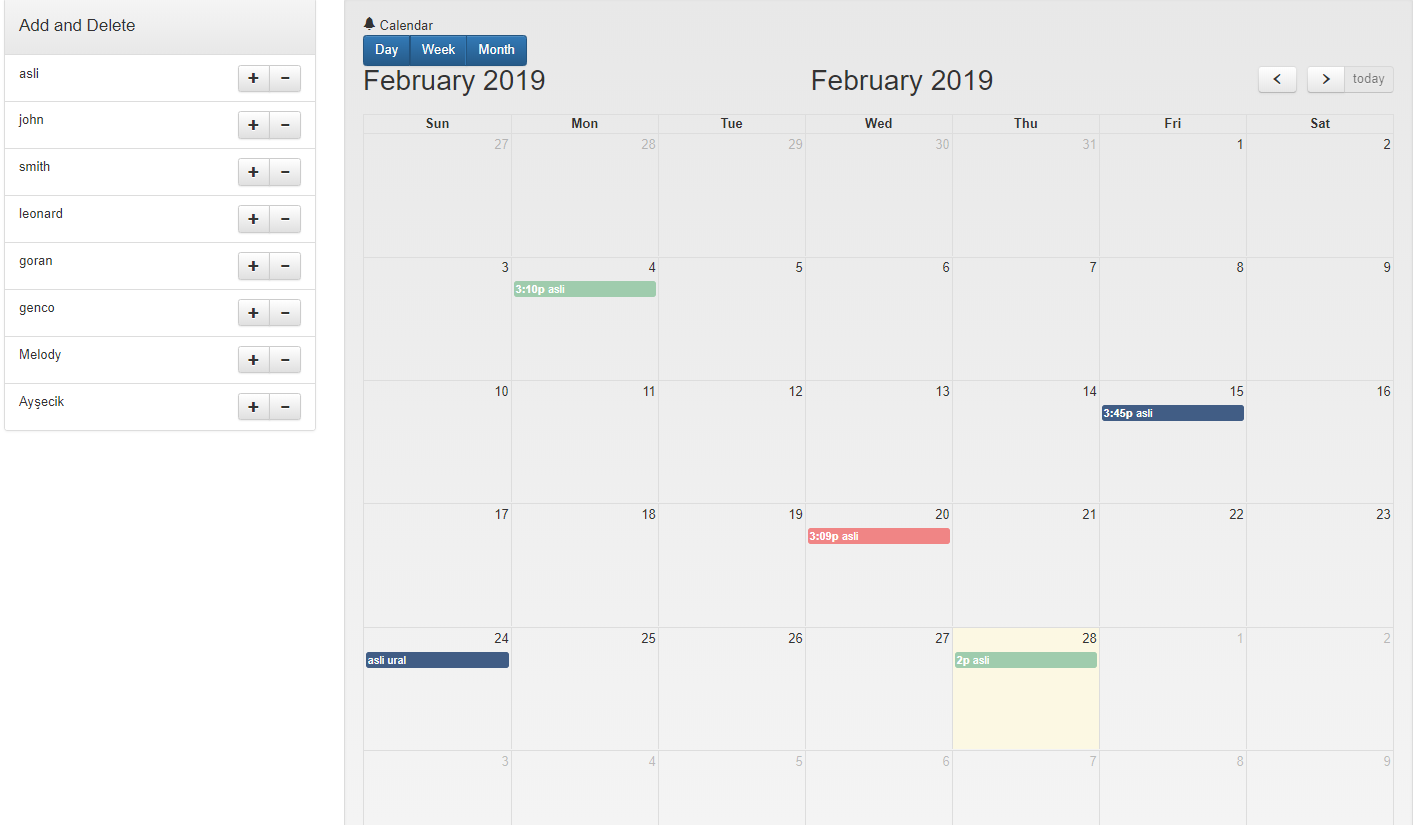 Add and Delete
asli + −
john + −
smith + −
leonard + −
goran + −
genco + −
Melody + −
Ayşecik + −
Calendar
Day Week Month
February 2019 February 2019 < > today
Sun Mon Tue Wed Thu Fri Sat
27 28 29 30 31 1 2
3 4 5 6 7 8 9
3:10p asli
10 11 12 13 14 15 16
3:45p asli
17 18 19 20 21 22 23
3:09p asli
24 25 26 27 28 1 2
asli ural 2p asli
3 4 5 6 7 8 9